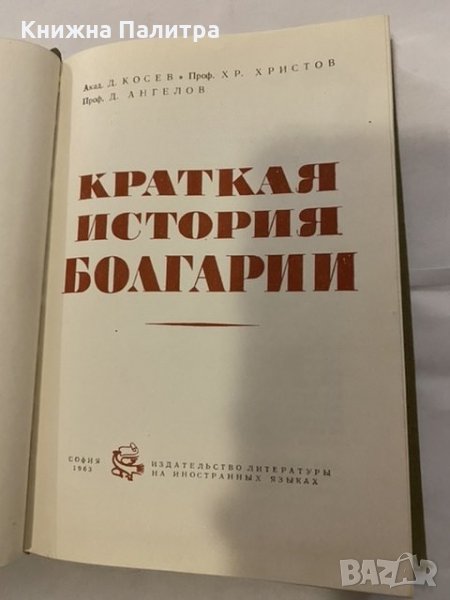 Книжна Палитра
Акад. Д. КОСЕВ • Проф. ХР. ХРИСТОВ
Проф. Д. АНГЕЛОВ
КРАТКАЯ
ИСТОРИЯ
БОЛГАРИИ
СОФИЯ
1963
ИЗДАТЕЛЬСТВО ЛИТЕРАТУРЫ
НА ИНОСТРАННЫХ ЯЗЫКАХ
BAZAR